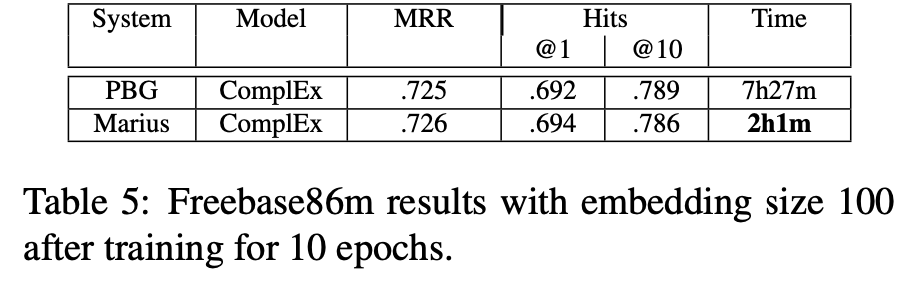 System Model MRR Hits Time
@1 @10
PBG ComplEx .725 .692 .789 7h27m
Marius ComplEx .726 .694 .786 2h1m
Table 5: Freebase86m results with embedding size 100
after training for 10 epochs.